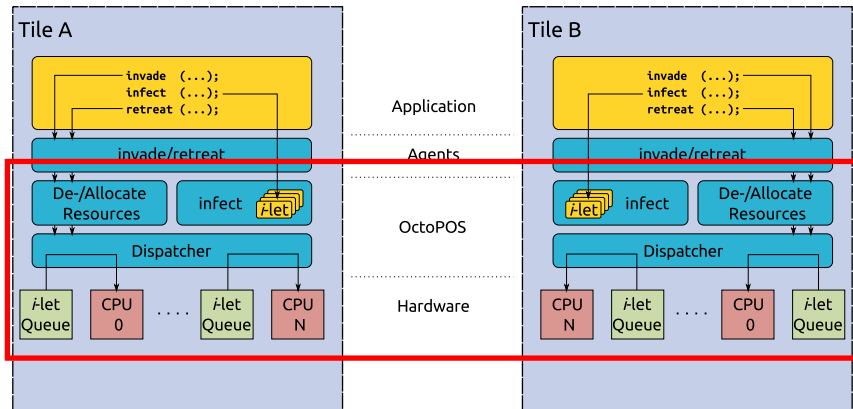 Tile A
invade (...);
infect (...);
retreat (...);
invade/retreat
De-/Allocate
Resources
infect
i-let
Dispatcher
i-let
Queue
CPU
0
. . . .
i-let
Queue
CPU
N
Application
Agents
OctoPOS
Hardware
Tile B
invade (...);
infect (...);
retreat (...);
invade/retreat
i-let
infect
De-/Allocate
Resources
Dispatcher
CPU
N
i-let
Queue
. . . .
CPU
0
i-let
Queue